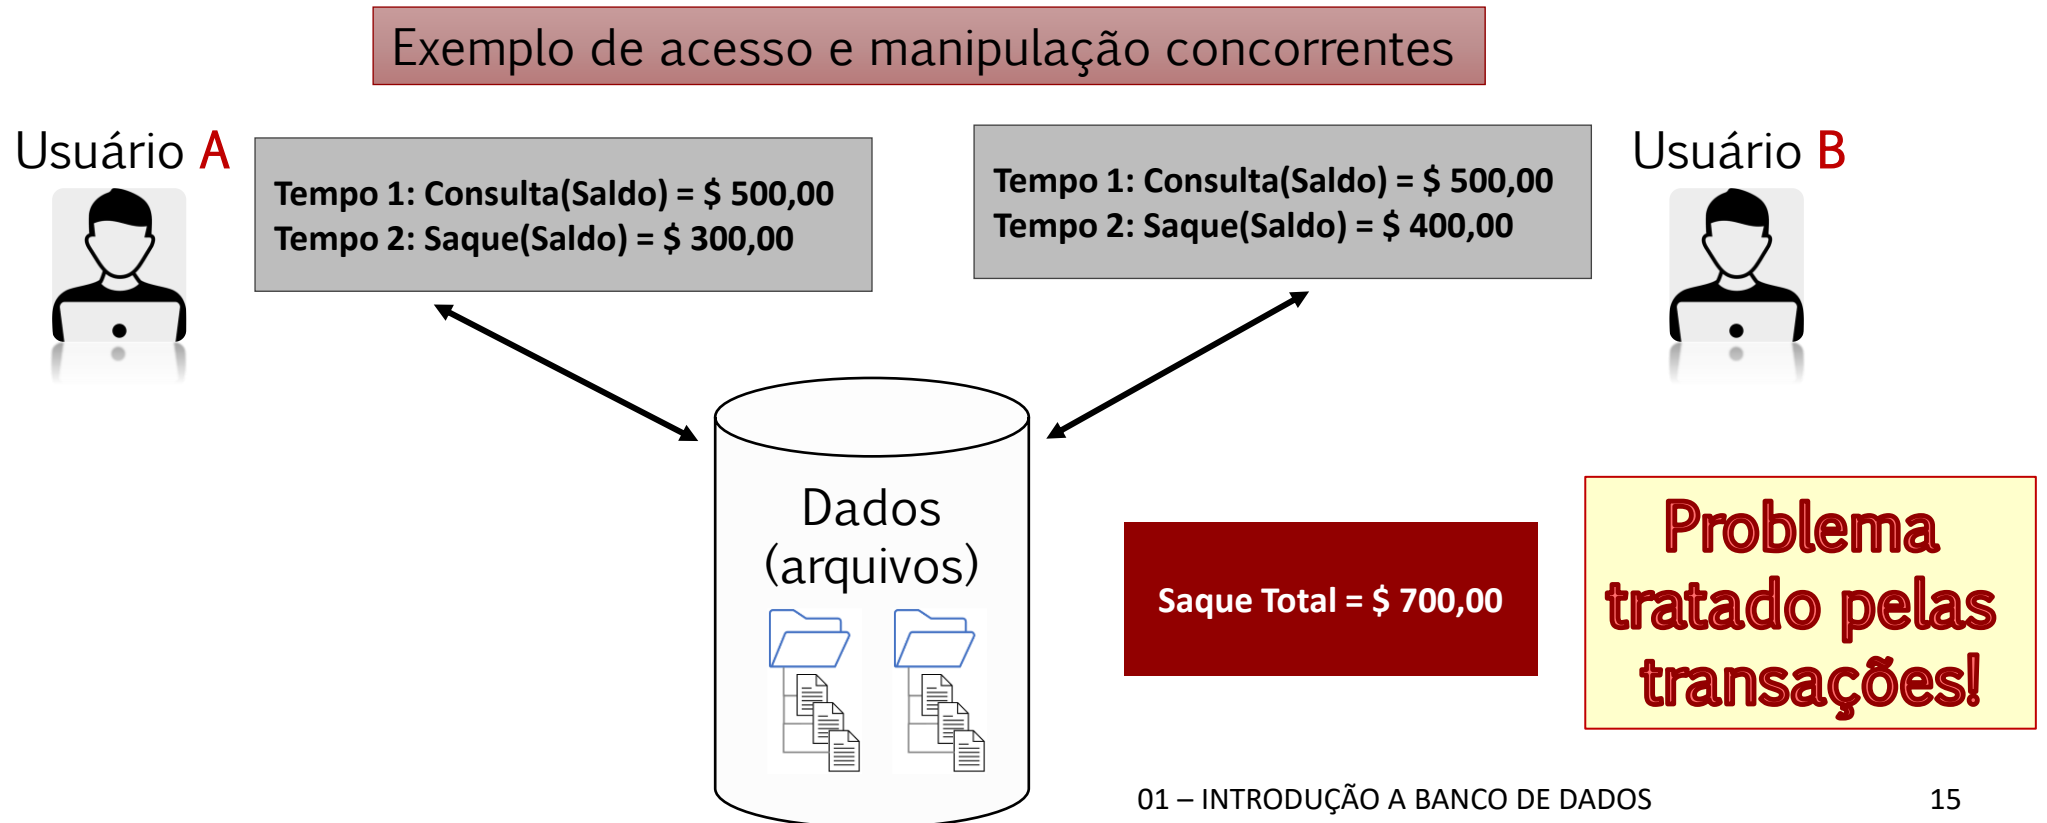 Exemplo de acesso e manipulação concorrentes
Usuário A
Tempo 1: Consulta(Saldo) = $ 500,00
Tempo 2: Saque(Saldo) = $ 300,00
Tempo 1: Consulta(Saldo) = $ 500,00
Tempo 2: Saque(Saldo) = $ 400,00
Usuário B
Dados
(arquivos)
Saque Total = $ 700,00
Problema
tratado pelas
transações!
01 – INTRODUÇÃO A BANCO DE DADOS
15